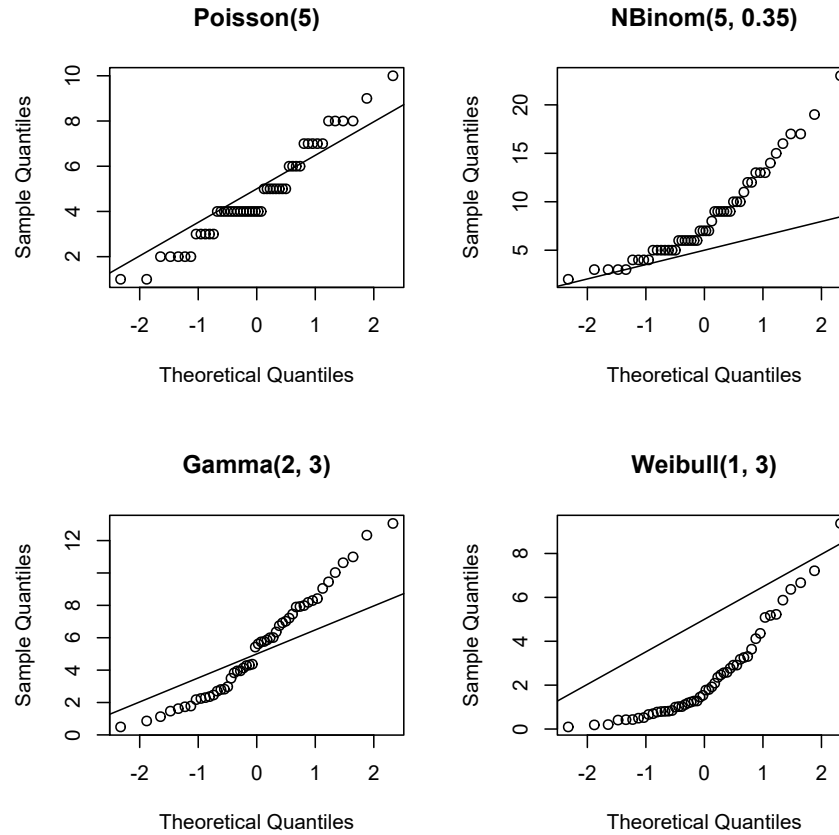 Poisson(5)
Sample Quantiles
10
8
6
4
2
-2 -1 0 1 2
Theoretical Quantiles
NBinom(5, 0.35)
Sample Quantiles
20
15
10
5
-2 -1 0 1 2
Theoretical Quantiles
Gamma(2, 3)
Sample Quantiles
12
8
6
4
2
0
-2 -1 0 1 2
Theoretical Quantiles
Weibull(1, 3)
Sample Quantiles
8
6
4
2
0
-2 -1 0 1 2
Theoretical Quantiles